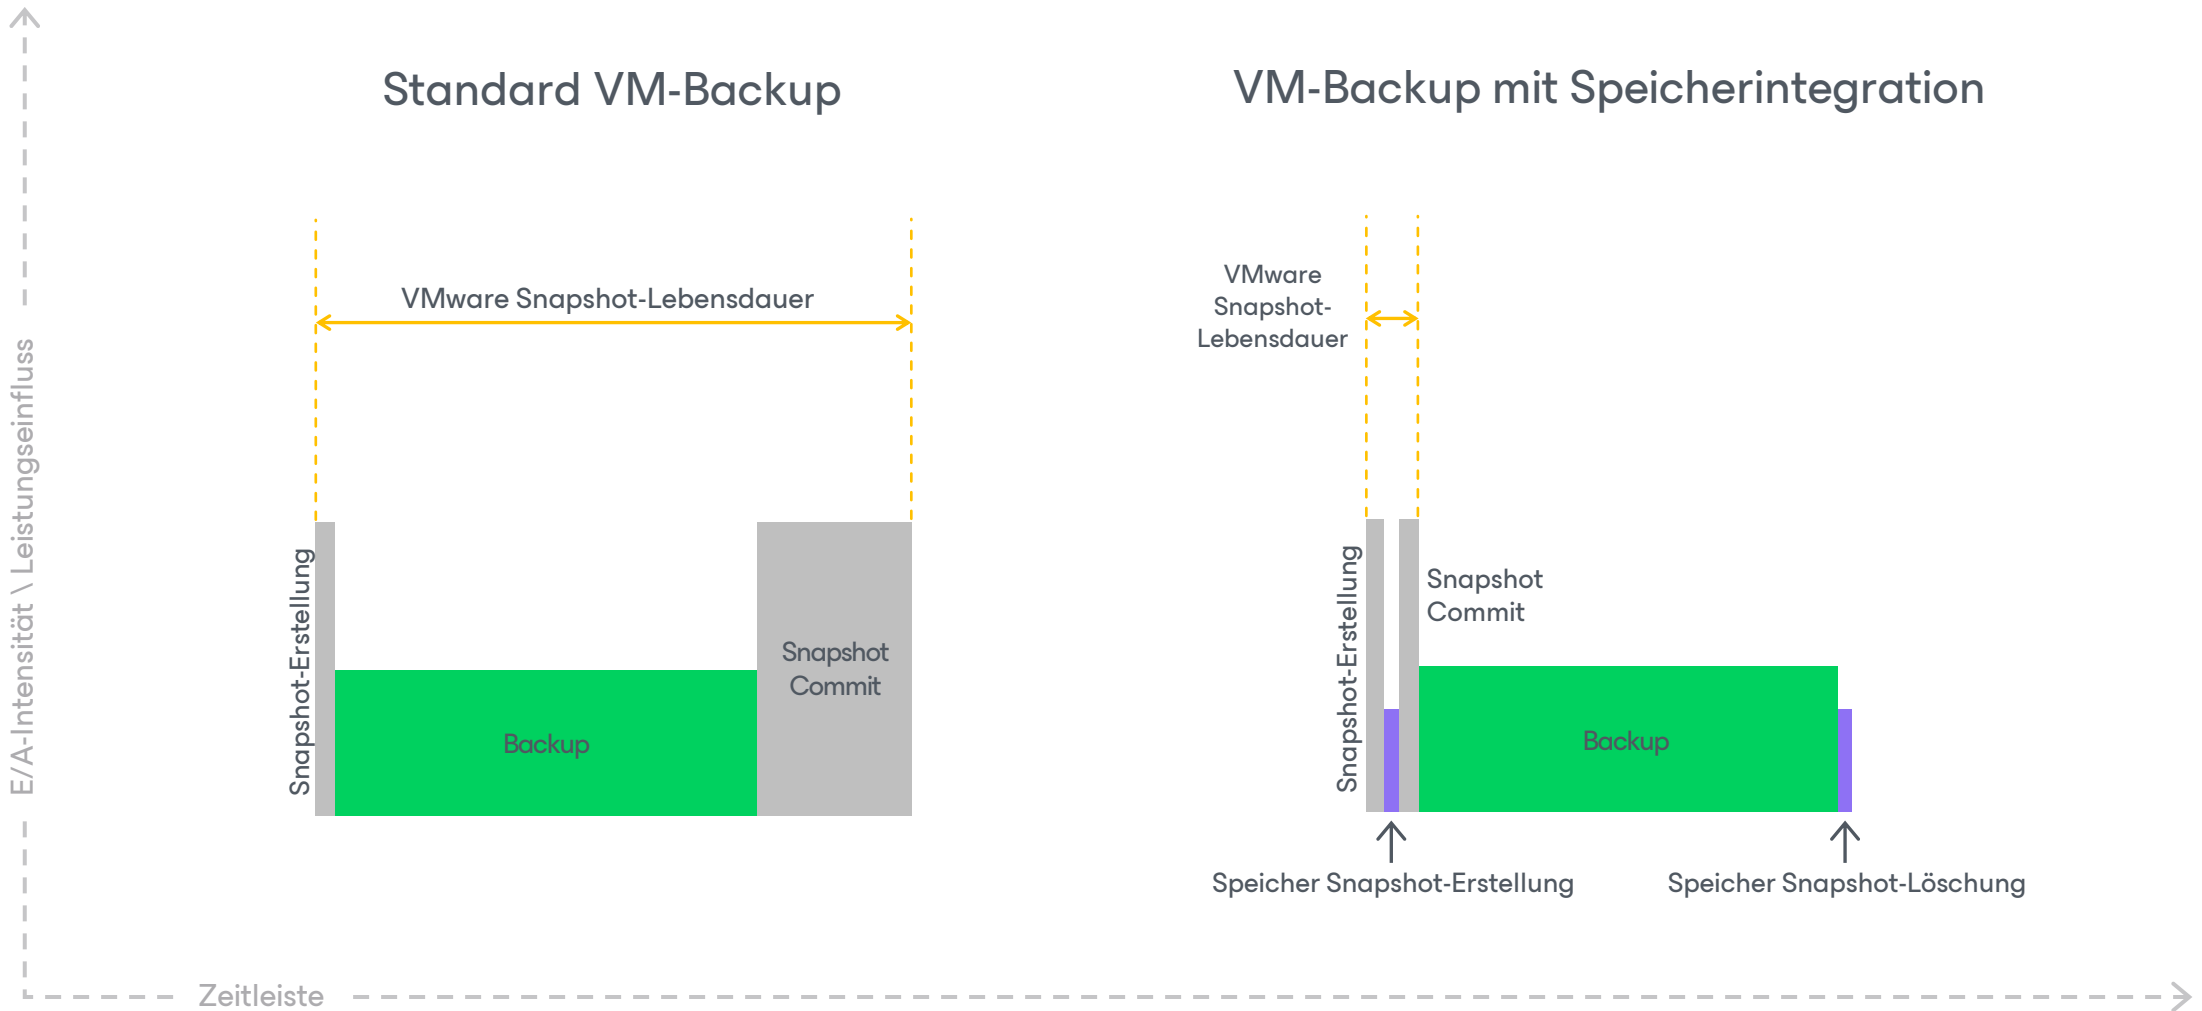 Standard VM-Backup
VM-Backup mit Speicherintegration
E/A-Intensität \ Leistungseinfluss
VMware Snapshot-Lebensdauer
Snapshot-Erstellung
Backup
Snapshot
Commit
VMware
Snapshot-
Lebensdauer
Snapshot-Erstellung
Snapshot
Commit
Backup
Speicher Snapshot-Erstellung
Speicher Snapshot-Löschung
Zeitleiste